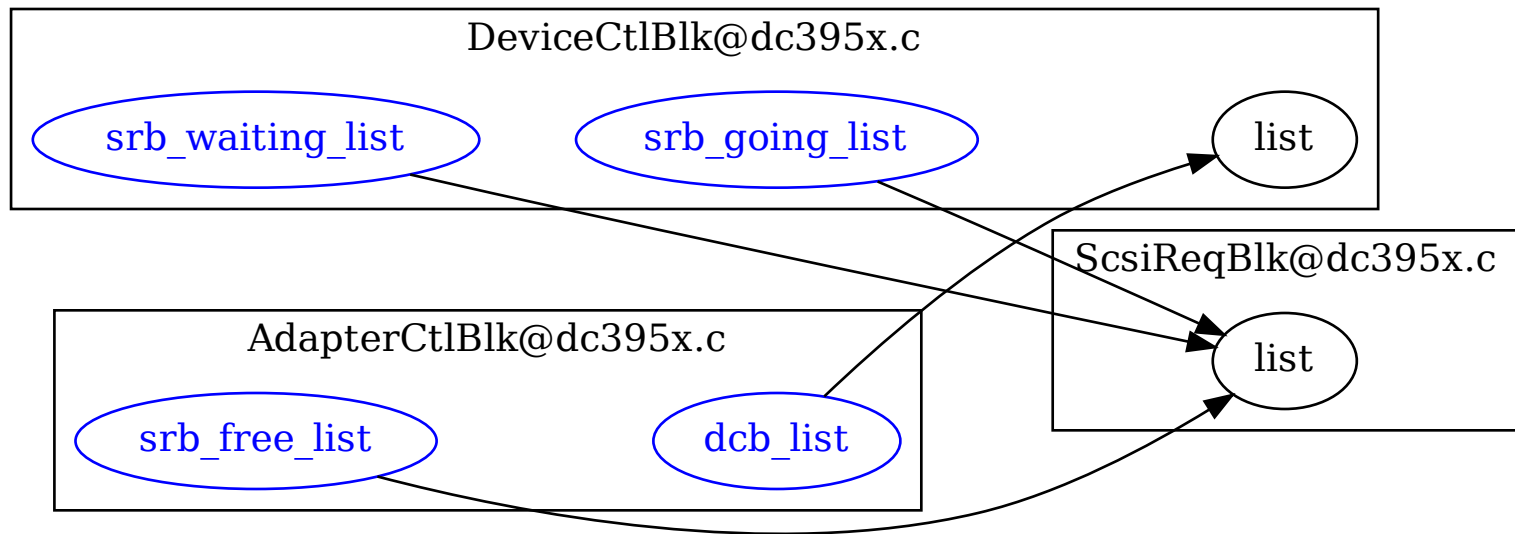 DeviceCtlBlk@dc395x.c
srb_waiting_list
srb_going_list
list
ScsiReqBlk@dc395x.c
list
AdapterCtlBlk@dc395x.c
srb_free_list
dcb_list